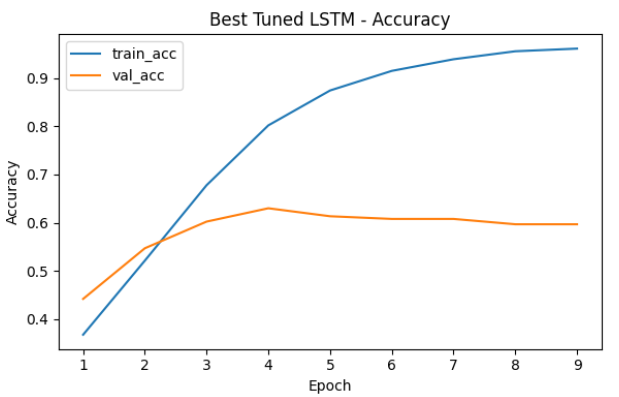 Best Tuned LSTM - Accuracy
train_acc
val_acc
0.9
0.8
0.7
0.6
0.5
0.4
Accuracy
1 2 3 4 5 6 7 8 9
Epoch